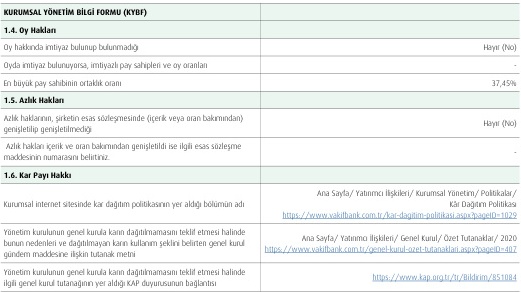 KURUMSAL YÖNETİM BİLGİ FORMU (KYBF)
1.4. Oy Hakları
Oy hakkında imtiyaz bulunup bulunmadığı
Hayır (No)
Oyda imtiyaz bulunuyorsa, imtiyazlı pay sahipleri ve oy oranları
-
En büyük pay sahibinin ortaklık oranı
37,45%
1.5. Azlık Hakları
Azlık haklarının, şirketin esas sözleşmesinde (içerik veya oran bakımından)
genişletilip genişletilmediği
Hayır (No)
Azlık hakları içerik ve oran bakımından genişletildi ise ilgili esas sözleşme
maddesinin numarasını belirtiniz.
-
1.6. Kar Payı Hakkı
Kurumsal internet sitesinde kar dağıtım politikasının yer aldığı bölümün adı
Ana Sayfa/ Yatırımcı İlişkileri/ Kurumsal Yönetim/ Politikalar/
Kâr Dağıtım Politikası
https://www.vakifbank.com.tr/kar-dagitim-politikasi.aspx?pageID=1029
Yönetim kurulunun genel kurula karın dağıtılmamasını teklif etmesi halinde
bunun nedenleri ve dağıtılmayan karın kullanım şeklini belirten genel kurul
gündem maddesine ilişkin tutanak metni
Ana Sayfa/ Yatırımcı İlişkileri/ Genel Kurul/ Özet Tutanaklar/ 2020
https://www.vakifbank.com.tr/genel-kurul-ozet-tutanaklari.aspx?pageID=407
Yönetim kurulunun genel kurula karın dağıtılmamasını teklif etmesi halinde
ilgili genel kurul tutanağının yer aldığı KAP duyurusunun bağlantısı
https://www.kap.org.tr/tr/Bildirim/851084